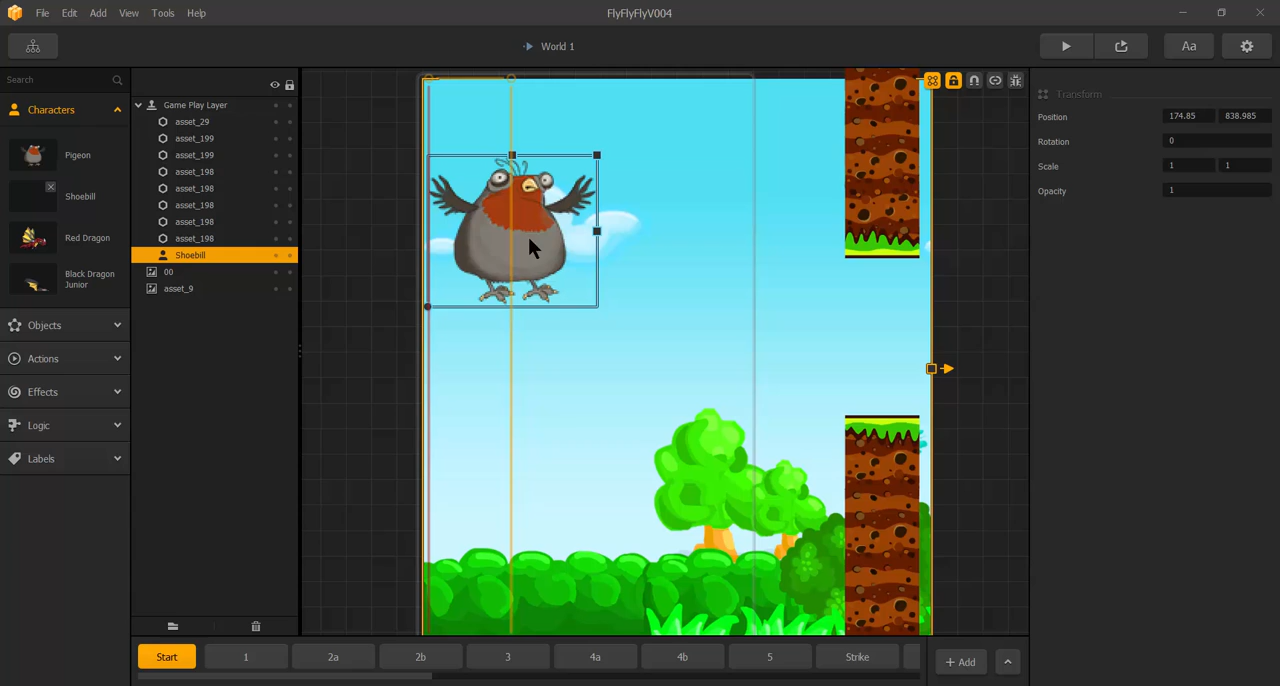 File Edit Add View Tools Help
FlyFlyFlyV004
World 1
Aa
Search
Characters
Pigeon
Shoebill
Red Dragon
Black Dragon
Junior
Objects
Actions
Effects
Logic
Labels
Game Play Layer
asset_29
asset_199
asset_199
asset_198
asset_198
asset_198
asset_198
asset_198
Shoebill
00
asset_9
Transform
Position 174.85 838.985
Rotation 0
Scale 1 1
Opacity 1
Start 1 2a 2b 3 4a 4b 5 Strike
+ Add